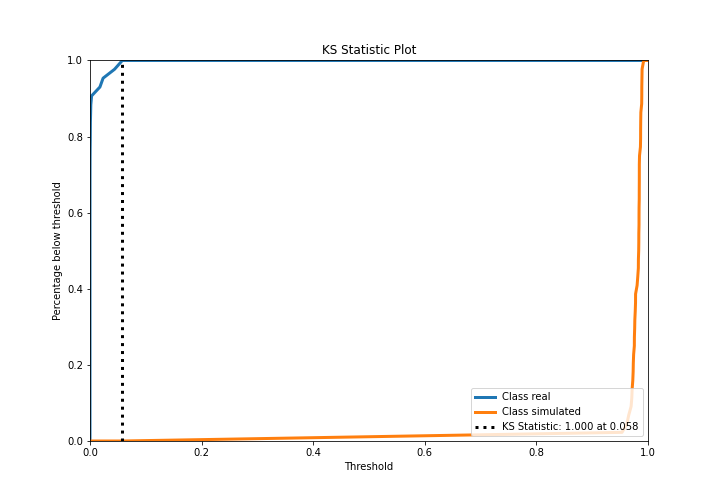 KS Statistic Plot
Percentage below threshold
1.0
0.8
0.6
0.4
0.2
0.0
0.0 0.2 0.4 0.6 0.8 1.0
Threshold
Class real
Class simulated
KS Statistic: 1.000 at 0.058